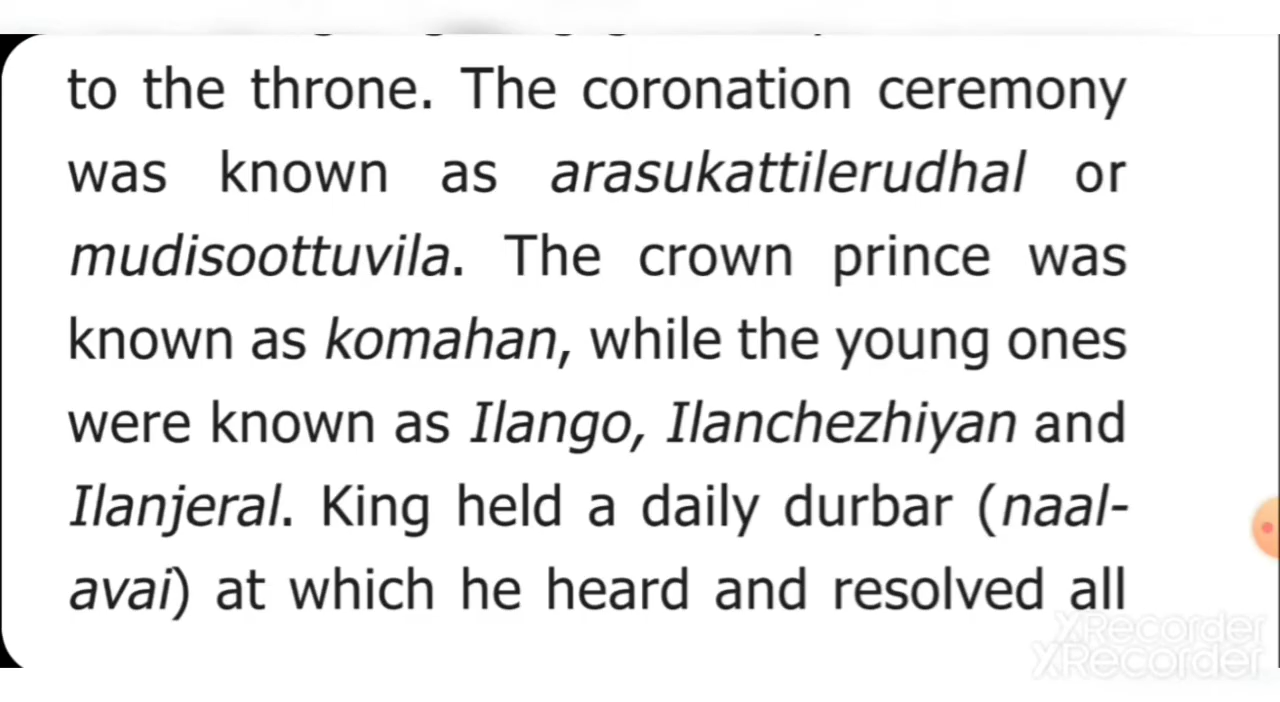 to the throne. The coronation ceremony
was known as arasukattilerudhal or
mudisoottuvila. The crown prince was
known as komahan, while the young ones
were known as Ilango, Ilanchezhiyan and
Ilanjeral. King held a daily durbar (naal-
avai) at which he heard and resolved all
XRecorder
XRecorder